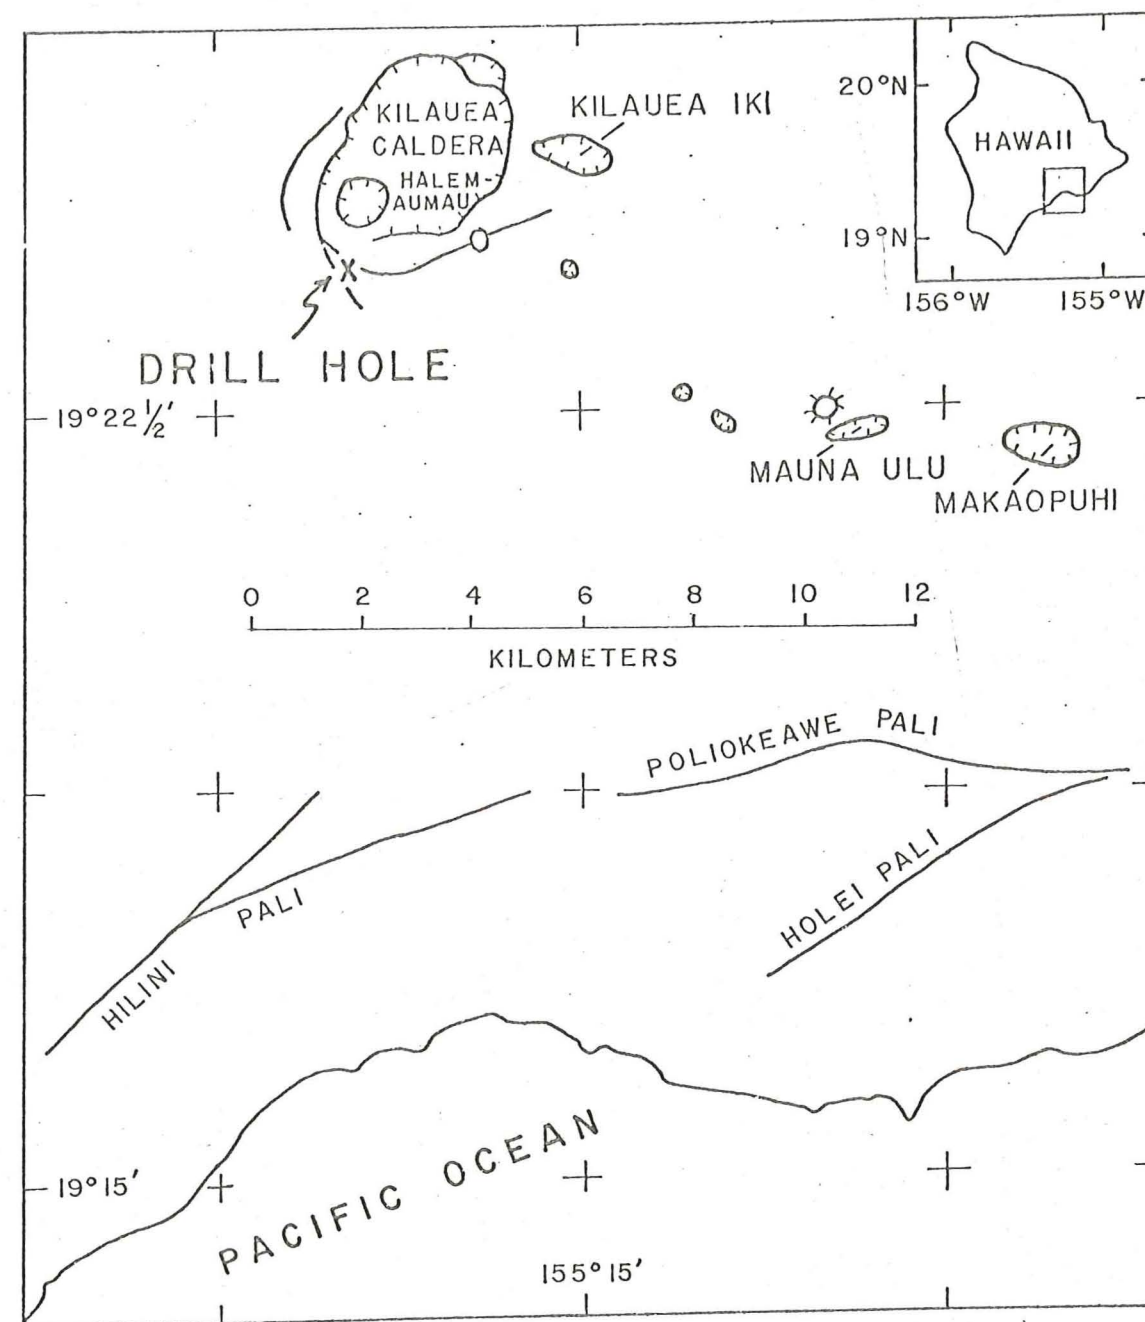 KILAUEA
CALDERA
HALEM-
AUMAU
KILAUEA IKI
20°N
HAWAII
19°N
156°W 155°W
X
DRILL HOLE
19°22 1/2'
MAUNA ULU
MAKAOPUHI
0 2 4 6 8 10 12
KILOMETERS
POLIOKEAWE PALI
HILINI PALI
HOLEI PALI
PACIFIC OCEAN
19°15'
155°15'